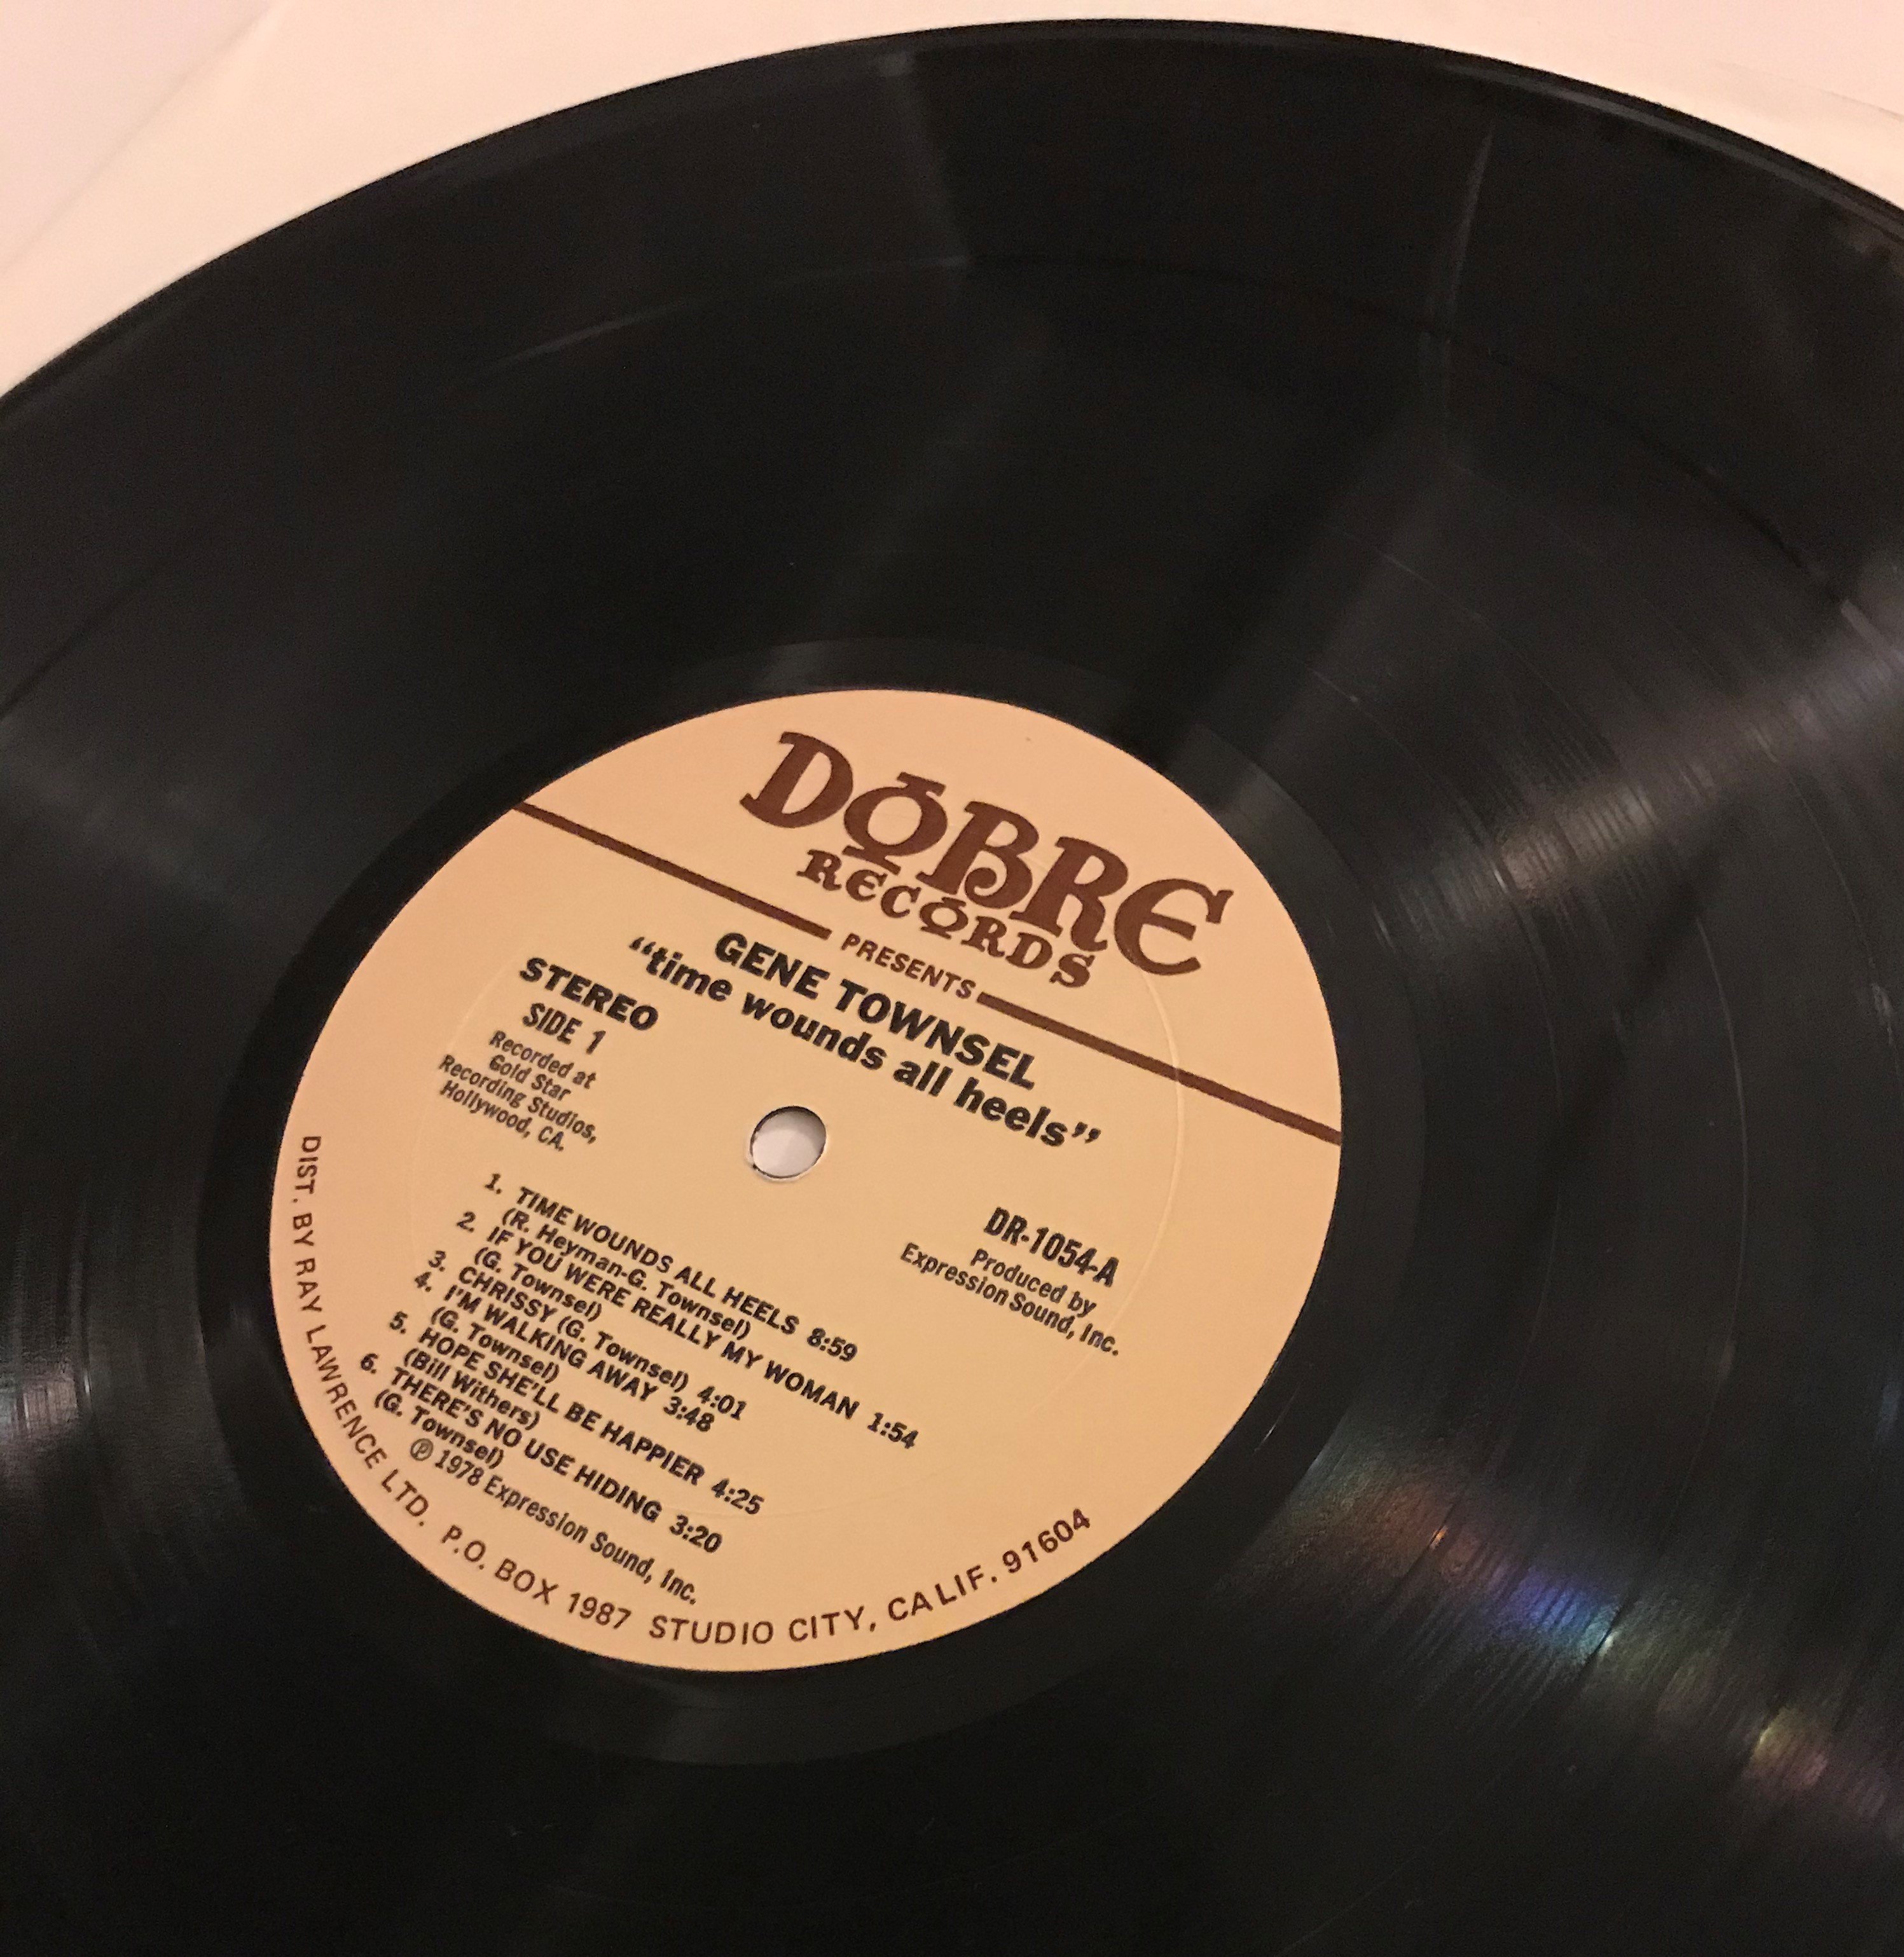 DOBRE
RECORDS
PRESENTS
GENE TOWNSEL
“time wounds all heels”
STEREO
SIDE 1
Recorded at
Gold Star
Recording Studios,
Hollywood, CA.
DR-1054-A
Produced by
Expression Sound, Inc.
1. TIME WOUNDS ALL HEELS 8:59
(R. Heyman-G. Townsel)
2. IF YOU WERE REALLY MY WOMAN 1:54
(G. Townsel)
3. CHRISSY (G. Townsel) 4:01
4. I'M WALKING AWAY 3:48
(G. Townsel)
5. HOPE SHE'LL BE HAPPIER 4:25
(Bill Withers)
6. THERE'S NO USE HIDING 3:20
(G. Townsel)
℗ 1978 Expression Sound, Inc.
DIST. BY RAY LAWRENCE LTD. P.O. BOX 1987 STUDIO CITY, CALIF. 91604